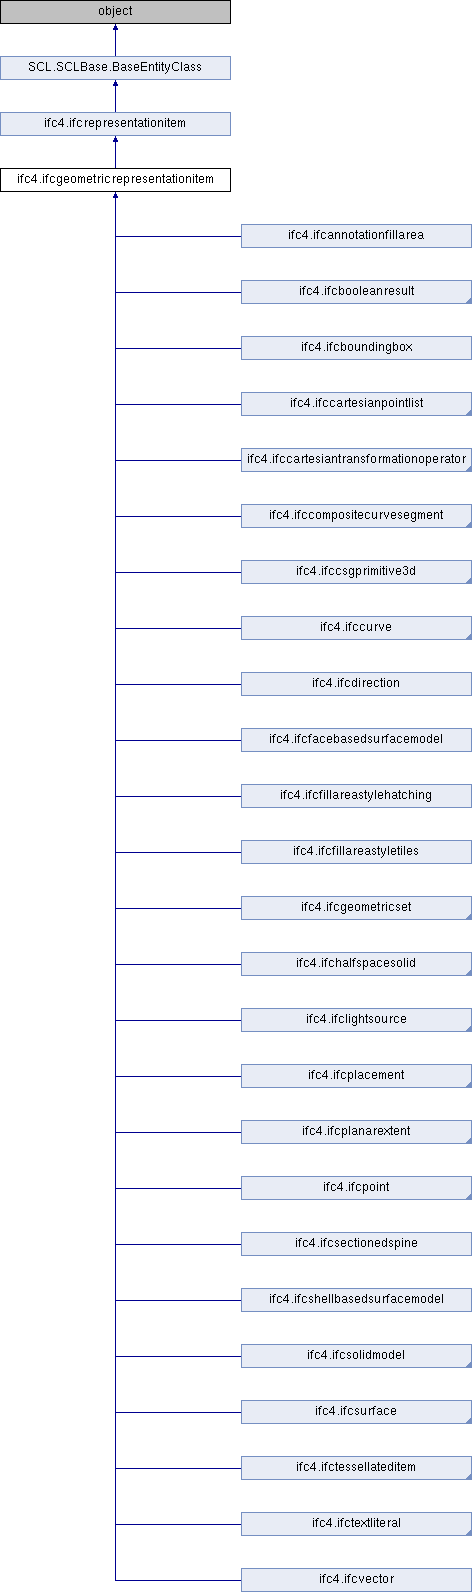 object
SCL.SCLBase.BaseEntityClass
ifc4.ifcrepresentationitem
ifc4.ifcgeometricrepresentationitem
ifc4.ifcannotationfillarea
ifc4.ifcbooleanresult
ifc4.ifcboundingbox
ifc4.ifccartesianpointlist
ifc4.ifccartesiantransformationoperator
ifc4.ifccompositecurvesegment
ifc4.ifccsgprimitive3d
ifc4.ifccurve
ifc4.ifcdirection
ifc4.ifcfacebasedsurfacemodel
ifc4.ifcfillareastylehatching
ifc4.ifcfillareastyletiles
ifc4.ifcgeometricset
ifc4.ifchalfspacesolid
ifc4.ifclightsource
ifc4.ifcplacement
ifc4.ifcplanarextent
ifc4.ifcpoint
ifc4.ifcsectionedspine
ifc4.ifcshellbasedsurfacemodel
ifc4.ifcsolidmodel
ifc4.ifcsurface
ifc4.ifctessellateditem
ifc4.ifctextliteral
ifc4.ifcvector